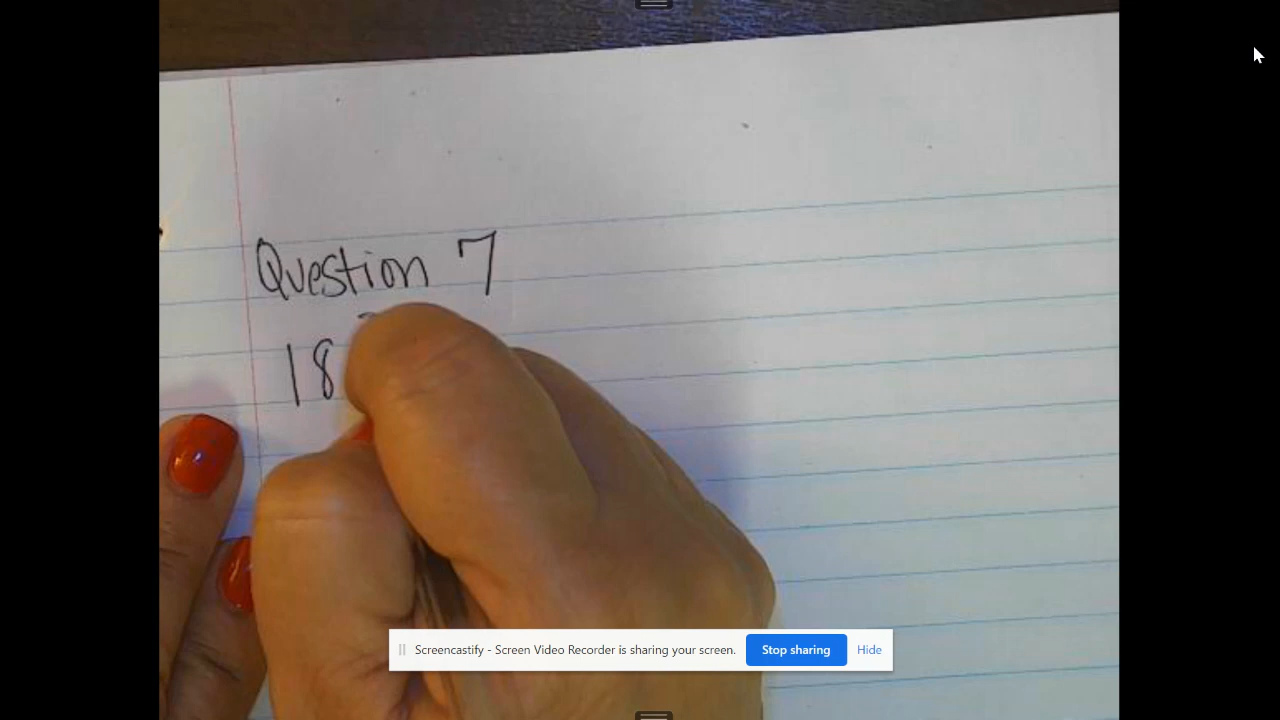 Question 7
18
Screencastify - Screen Video Recorder is sharing your screen. Stop sharing Hide